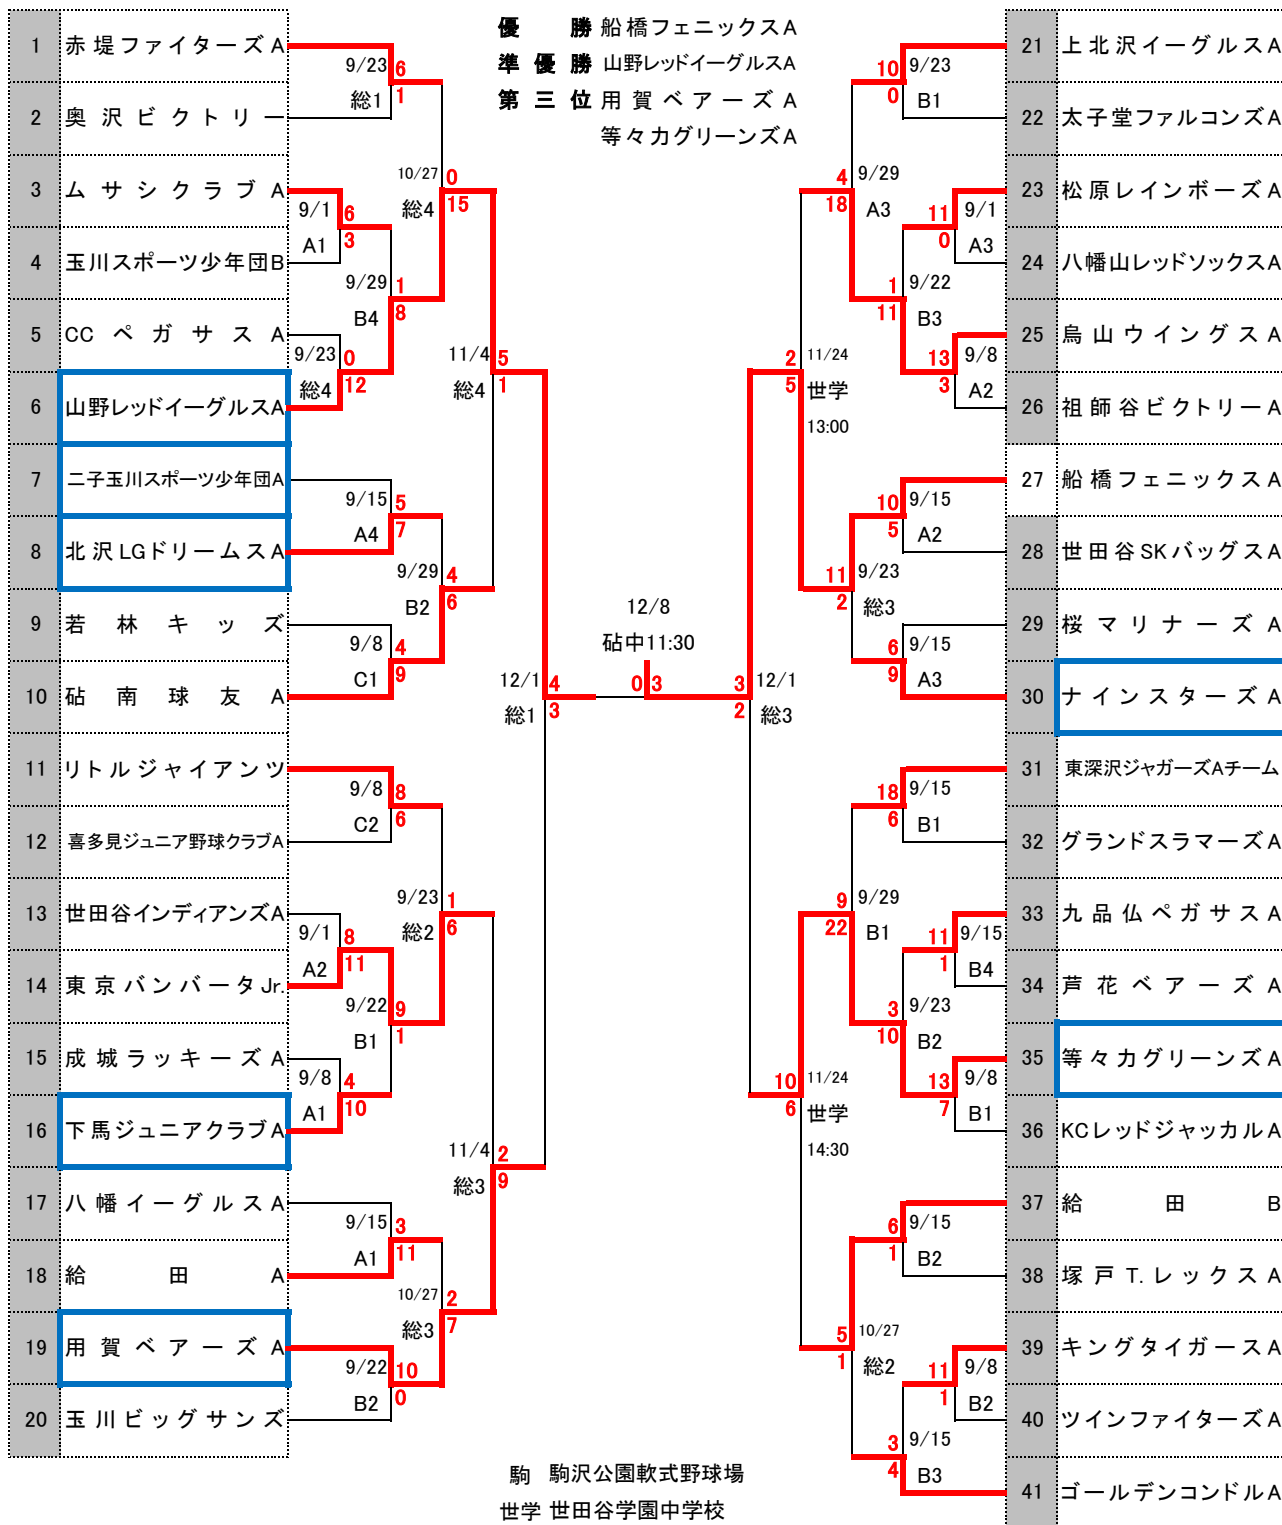 優勝 船橋フェニックスA
準優勝 山野レッドイーグルスA
第三位 用賀ベアーズA
等々力グリーンズA
1 赤堤ファイターズA
9/23 6
総1 1
2 奥沢ビクトリー
10/27 0
総4 15
3 ムサシクラブA
9/1 6
A1 3
4 玉川スポーツ少年団B
9/29 1
B4 8
5 CCペガサスA
9/23 0
総4 12
6 山野レッドイーグルスA
11/4 5
総4 1
7 二子玉川スポーツ少年団A
9/15 5
A4 7
8 北沢LGドリームスA
9/29 4
B2 6
9 若林キッズ
9/8 4
C1 9
10 砧南球友A
12/1 4
総1 3
11 リトルジャイアンツ
9/8 8
C2 6
12 喜多見ジュニア野球クラブA
9/23 1
総2 6
13 世田谷インディアンズA
9/1 8
A2 11
14 東京バンバータJr.
9/22 9
B1 1
15 成城ラッキーズA
9/8 4
A1 10
16 下馬ジュニアクラブA
11/4 2
総3 9
17 八幡イーグルスA
9/15 3
A1 11
18 給田A
10/27 2
総3 7
19 用賀ベアーズA
9/22 10
B2 0
20 玉川ビッグサンズ
12/8
砧中11:30
0 3
21 上北沢イーグルスA
10 9/23
0 B1
22 太子堂ファルコンズA
4 9/29
18 A3
23 松原レインボーズA
11 9/1
0 A3
24 八幡山レッドソックスA
1 9/22
11 B3
25 烏山ウイングスA
13 9/8
3 A2
26 祖師谷ビクトリーA
2 11/24
5 世学
13:00
27 船橋フェニックスA
10 9/15
5 A2
28 世田谷SKバッグスA
11 9/23
2 総3
29 桜マリナーズA
6 9/15
9 A3
30 ナインスターズA
3 12/1
2 総3
31 東深沢ジャガーズAチーム
18 9/15
6 B1
32 グランドスラマーズA
9 9/29
22 B1
33 九品仏ペガサスA
11 9/15
1 B4
34 芦花ベアーズA
3 9/23
10 B2
35 等々力グリーンズA
13 9/8
7 B1
36 KCレッドジャッカルA
10 11/24
6 世学
14:30
37 給田B
6 9/15
1 B2
38 塚戸T.レックスA
5 10/27
1 総2
39 キングタイガースA
11 9/8
1 B2
40 ツインファイターズA
3 9/15
4 B3
41 ゴールデンコンドルA
駒 駒沢公園軟式野球場
世学 世田谷学園中学校